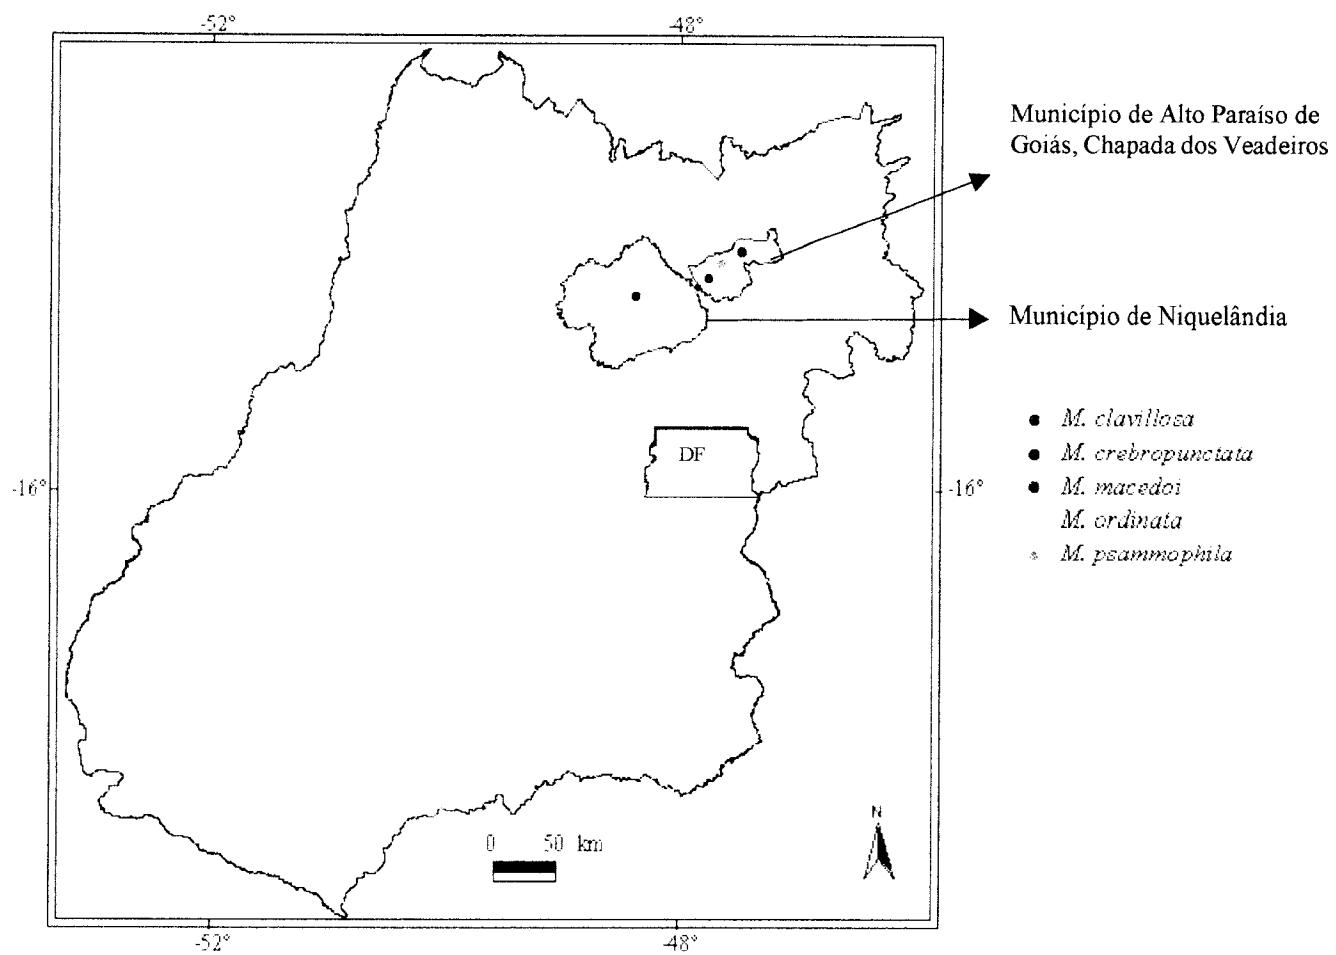 -52°
-48°
Município de Alto Paraíso de
Goiás, Chapada dos Veadeiros
Município de Niquelândia
M. clavillosa
M. crebropunctata
M. macedoi
M. ordinata
M. psammophila
DF
-16°
-16°
N
0 50 km
-52°
-48°